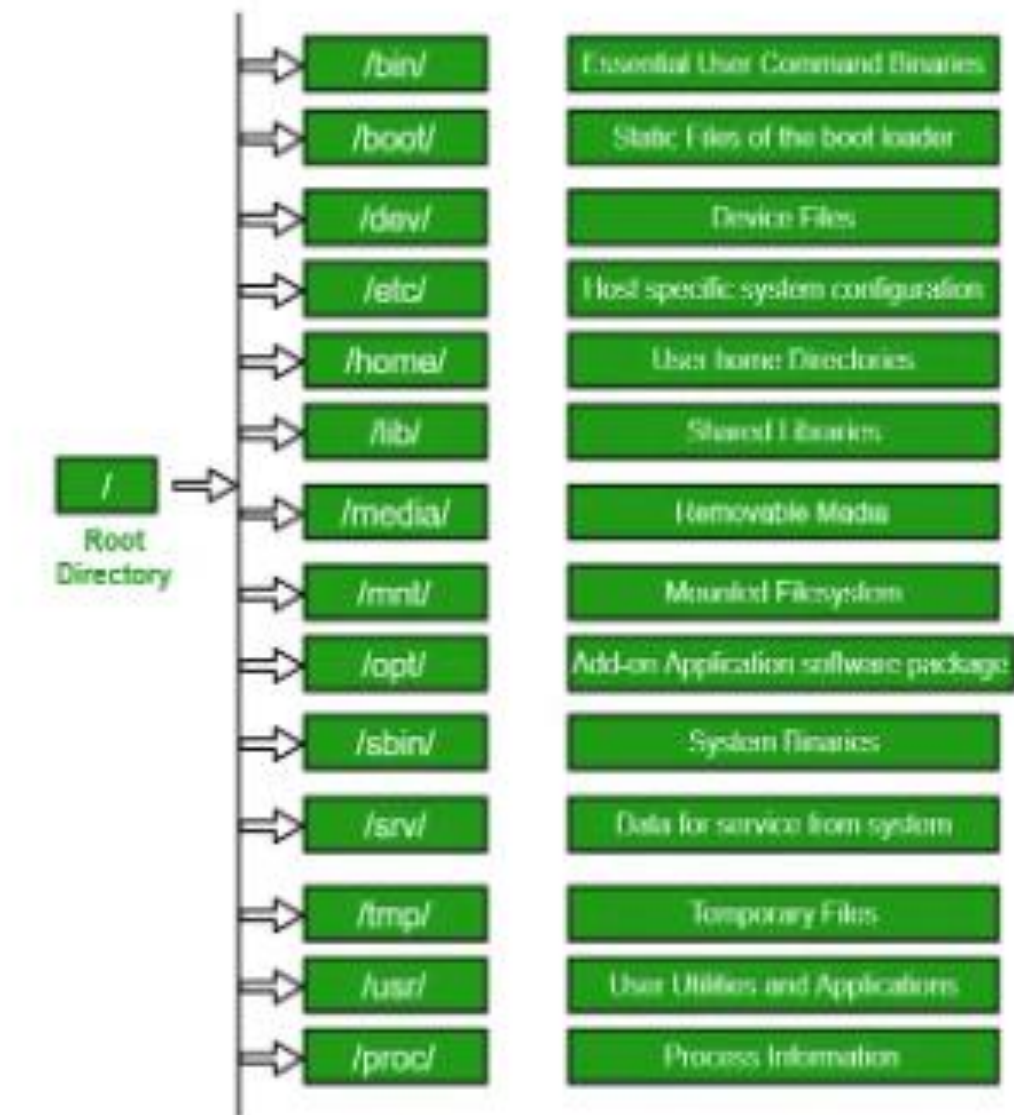 /bin/ Essential User Command Binaries
/boot/ Static Files of the boot loader
/dev/ Device Files
/etc/ Host specific system configuration
/home/ User home Directories
/lib/ Shared Libraries
/
Root
Directory
/media/ Removable Media
/mnt/ Mounted Filesystem
/opt/ Add-on Application software package
/sbin/ System Binaries
/srv/ Data for service from system
/tmp/ Temporary Files
/usr/ User Utilities and Applications
/proc/ Process Information